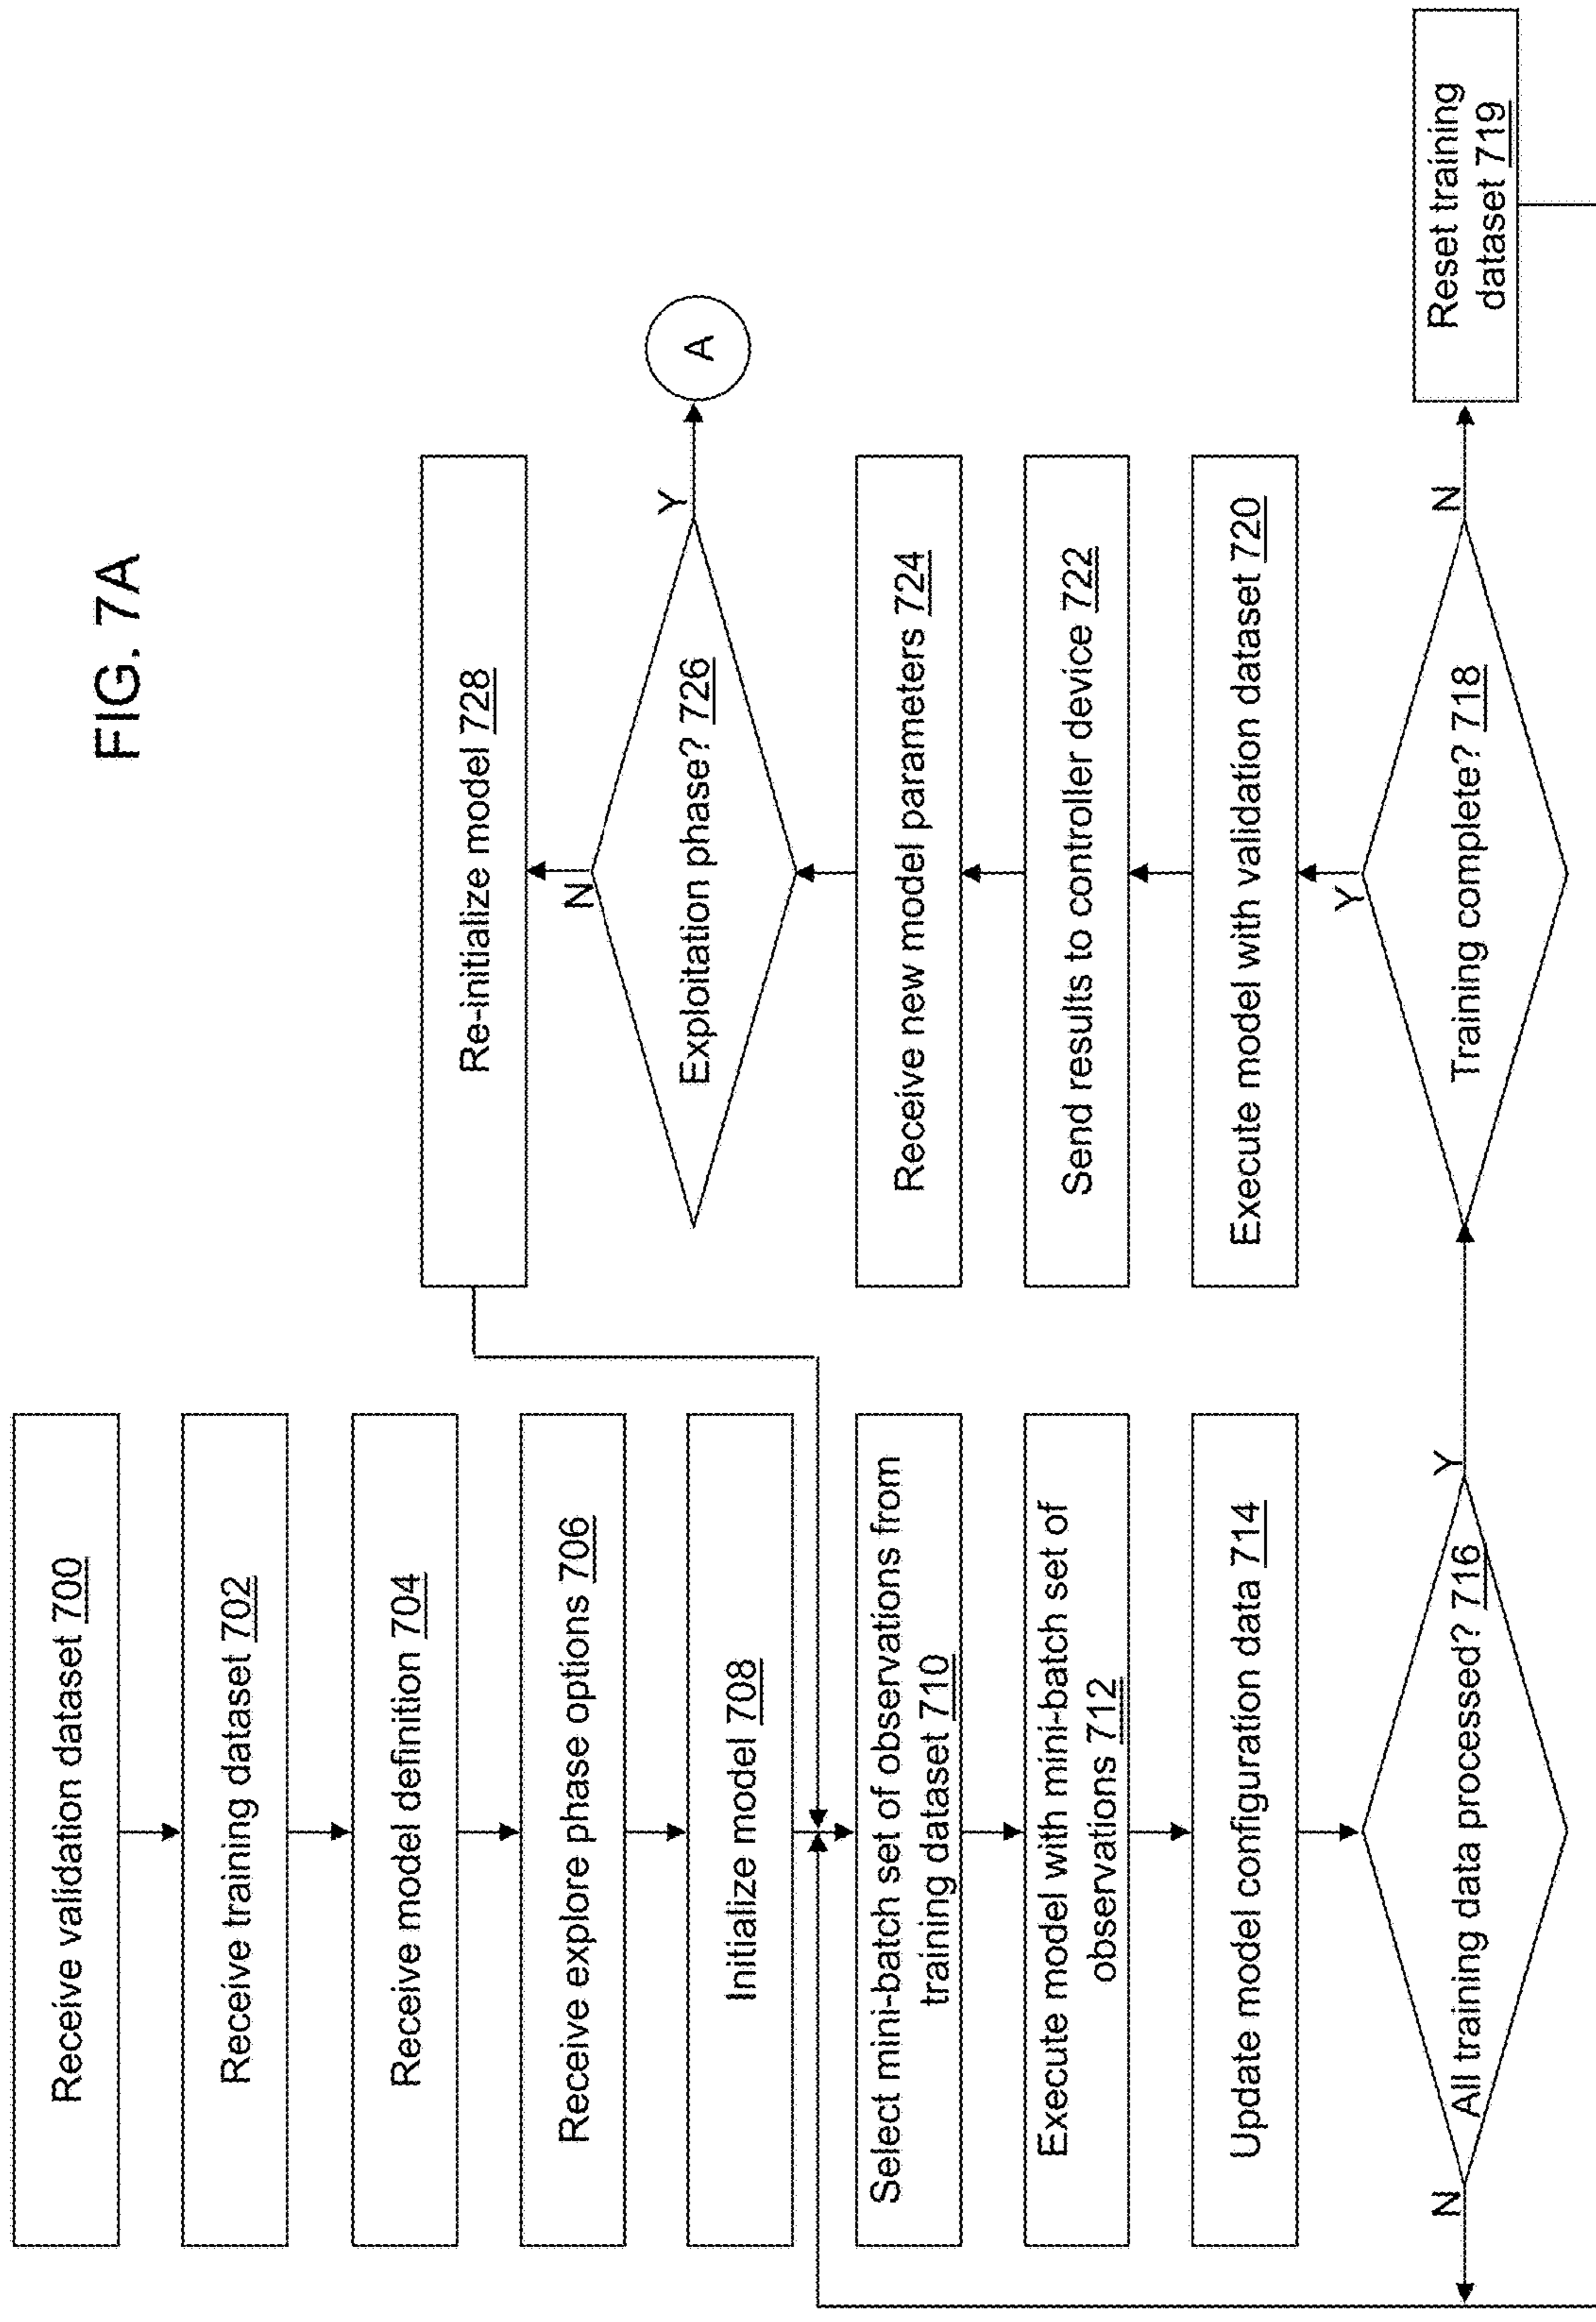 FIG. 7A
Receive validation dataset 700
Receive training dataset 702
Receive model definition 704
Receive explore phase options 706
Initialize model 708
Select mini-batch set of observations from
training dataset 710
Execute model with mini-batch set of
observations 712
Update model configuration data 714
All training data processed? 716
N
Y
Re-initialize model 728
N
Exploitation phase? 726
Y
A
Receive new model parameters 724
Send results to controller device 722
Execute model with validation dataset 720
Y
Training complete? 718
N
Reset training
dataset 719